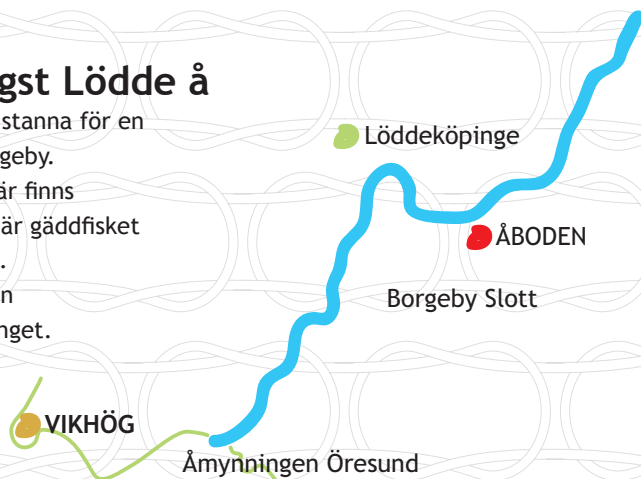 gst Lödde å
stanna för en
geby.
är finns
är gäddfisket
.
n
nget.
Löddeköpinge
ÅBODEN
Borgeby Slott
VIKHÖG
Åmynningen Öresund